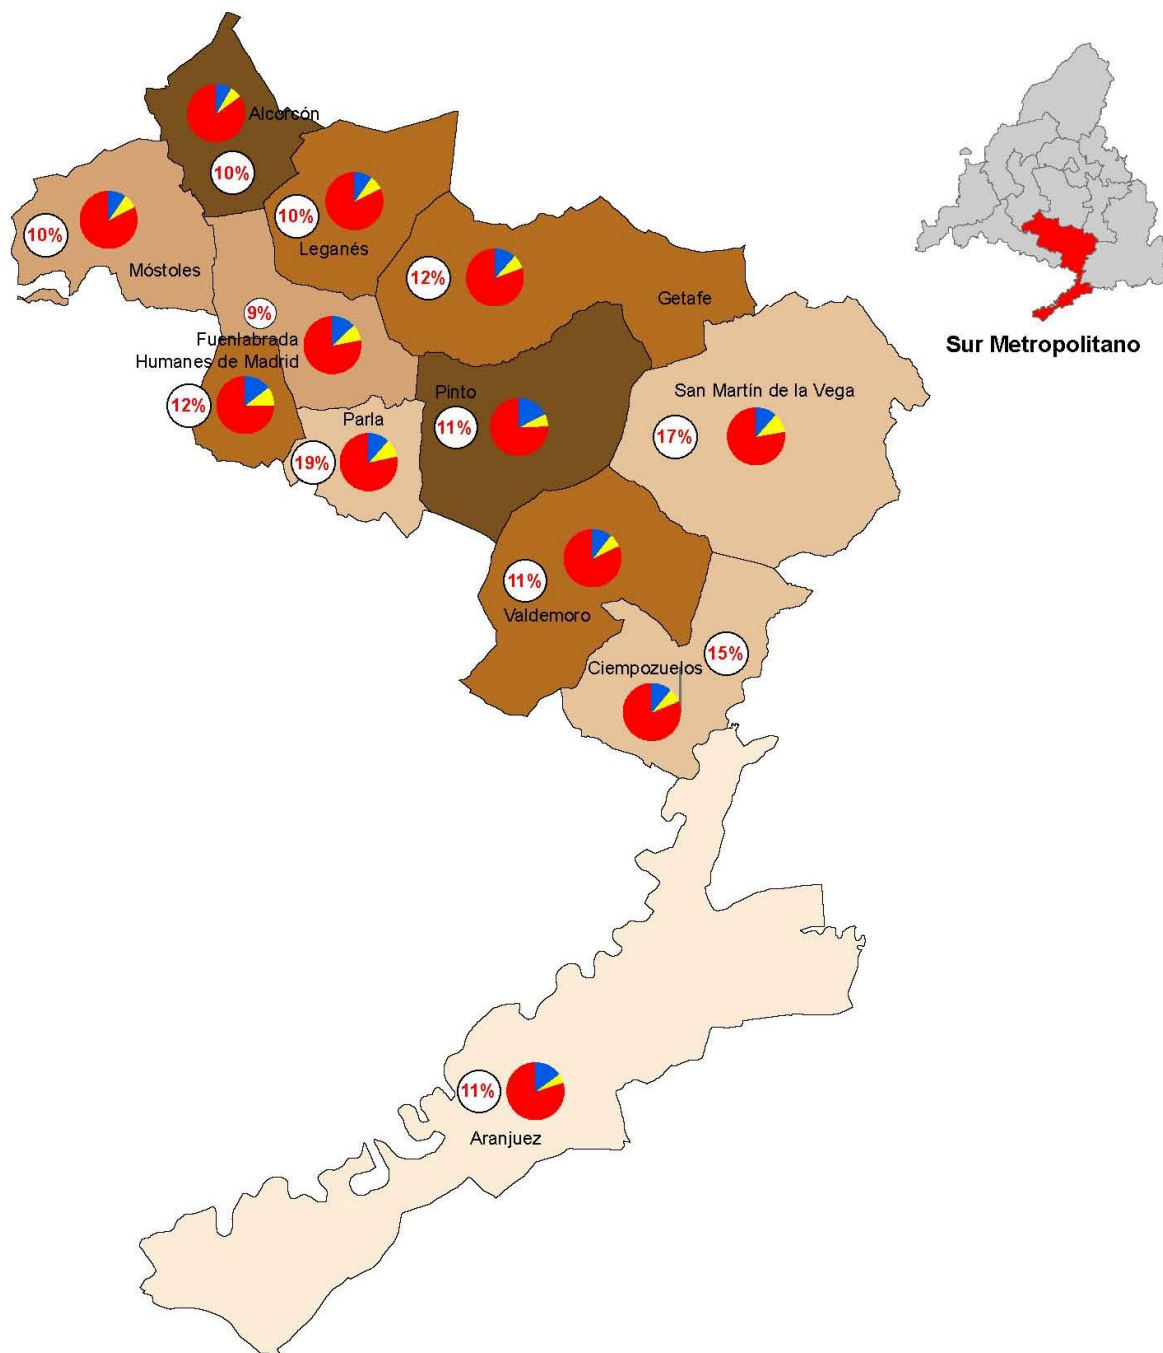 Alcorcón
10%
10%
Leganés
10%
Móstoles
12%
Getafe
Sur Metropolitano
9%
Fuenlabrada
Humanes de Madrid
12%
Pinto
11%
San Martín de la Vega
17%
Parla
19%
11%
Valdemoro
15%
Ciempozuelos
11%
Aranjuez